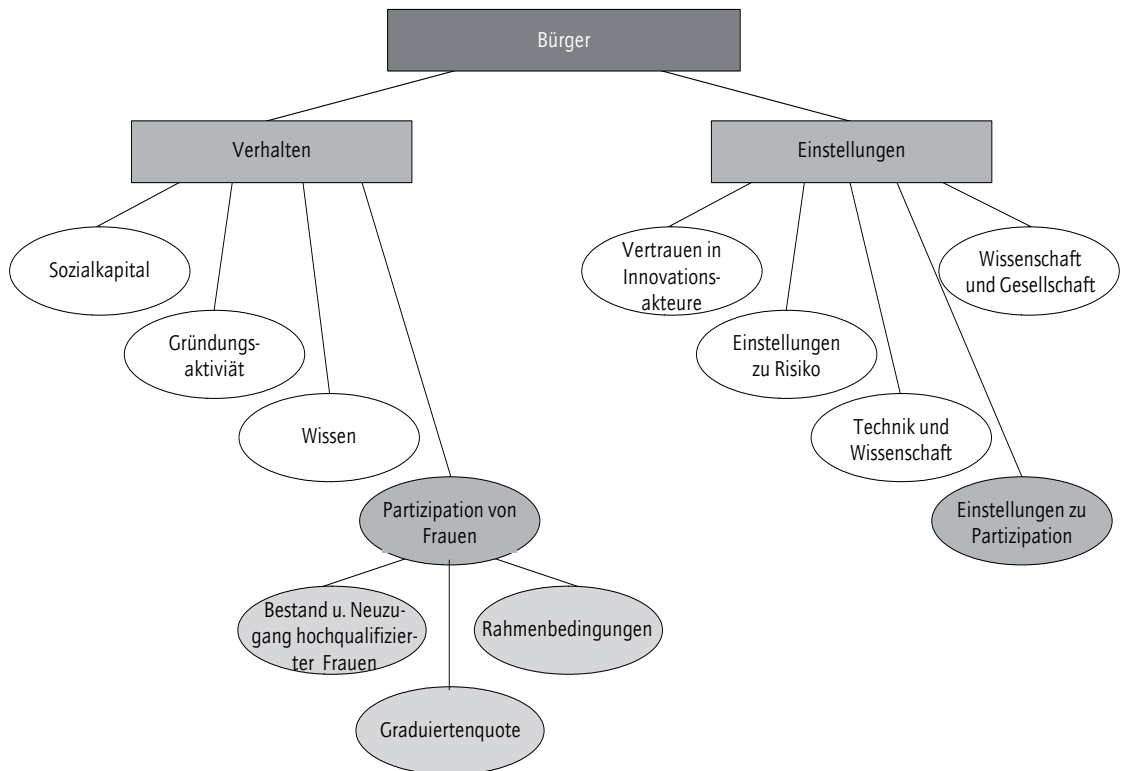 Bürger
Verhalten
Einstellungen
Sozialkapital
Gründungs-
aktiviät
Wissen
Partizipation von
Frauen
Bestand u. Neuzu-
gang hochqualifizier-
ter Frauen
Graduiertenquote
Rahmenbedingungen
Vertrauen in
Innovations-
akteure
Einstellungen
zu Risiko
Technik und
Wissenschaft
Einstellungen zu
Partizipation
Wissenschaft
und Gesellschaft